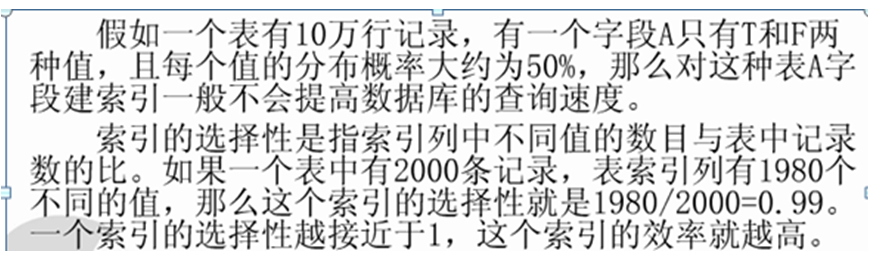 假如一个表有10万行记录，有一个字段A只有T和F两
种值，且每个值的分布概率大约为50%，那么对这种表A字
段建索引一般不会提高数据库的查询速度。
索引的选择性是指索引列中不同值的数目与表中记录
数的比。如果一个表中有2000条记录，表索引列有1980个
不同的值，那么这个索引的选择性就是1980/2000=0.99。
一个索引的选择性越接近于1，这个索引的效率就越高。